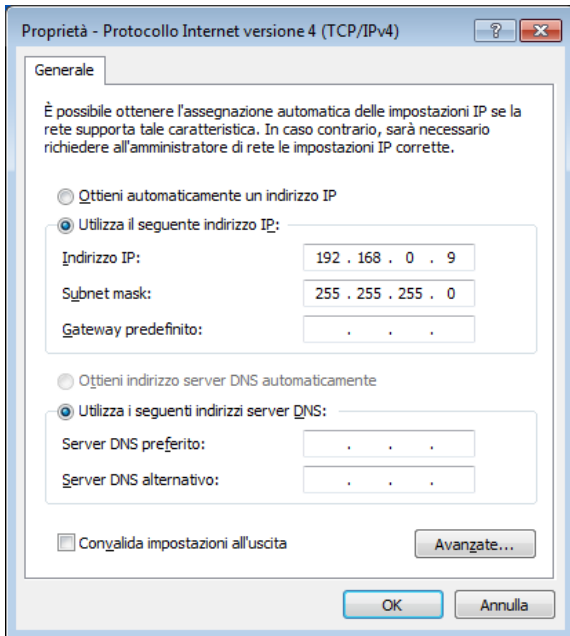 Proprietà - Protocollo Internet versione 4 (TCP/IPv4)
Generale
È possibile ottenere l'assegnazione automatica delle impostazioni IP se la
rete supporta tale caratteristica. In caso contrario, sarà necessario
richiedere all'amministratore di rete le impostazioni IP corrette.
Ottieni automaticamente un indirizzo IP
Utilizza il seguente indirizzo IP:
Indirizzo IP: 192 . 168 . 0 . 9
Subnet mask: 255 . 255 . 255 . 0
Gateway predefinito: . . .
Ottieni indirizzo server DNS automaticamente
Utilizza i seguenti indirizzi server DNS:
Server DNS preferito: . . .
Server DNS alternativo: . . .
Convalida impostazioni all'uscita
Avanzate...
OK Annulla